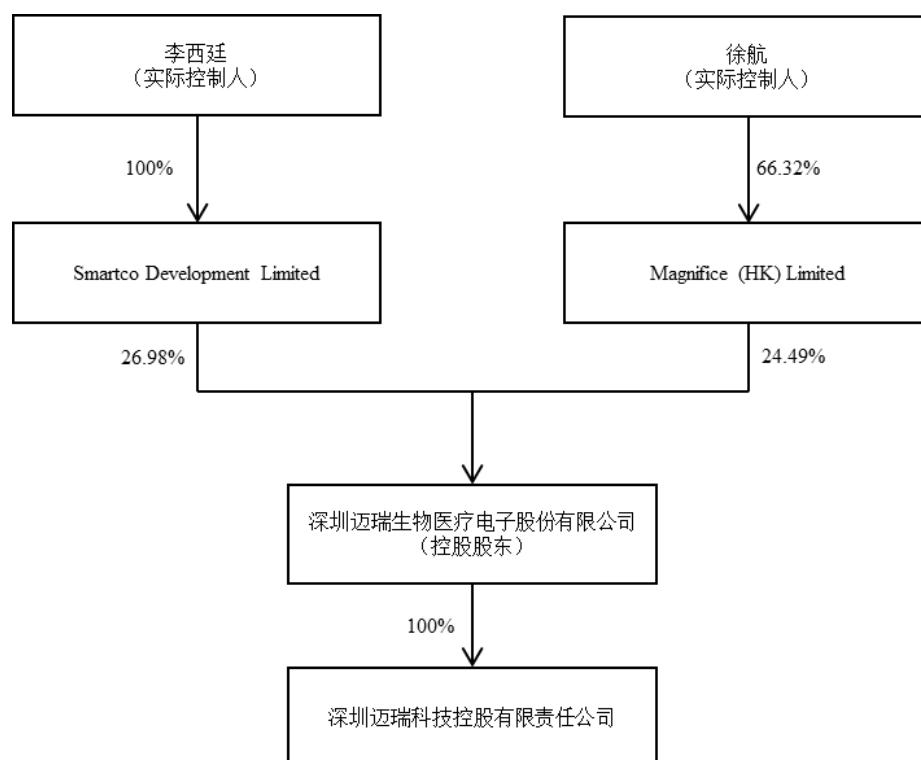 李西廷
（实际控制人）
徐航
（实际控制人）
100%
66.32%
Smartco Development Limited
Magnifice (HK) Limited
26.98%
24.49%
深圳迈瑞生物医疗电子股份有限公司
（控股股东）
100%
深圳迈瑞科技控股有限责任公司